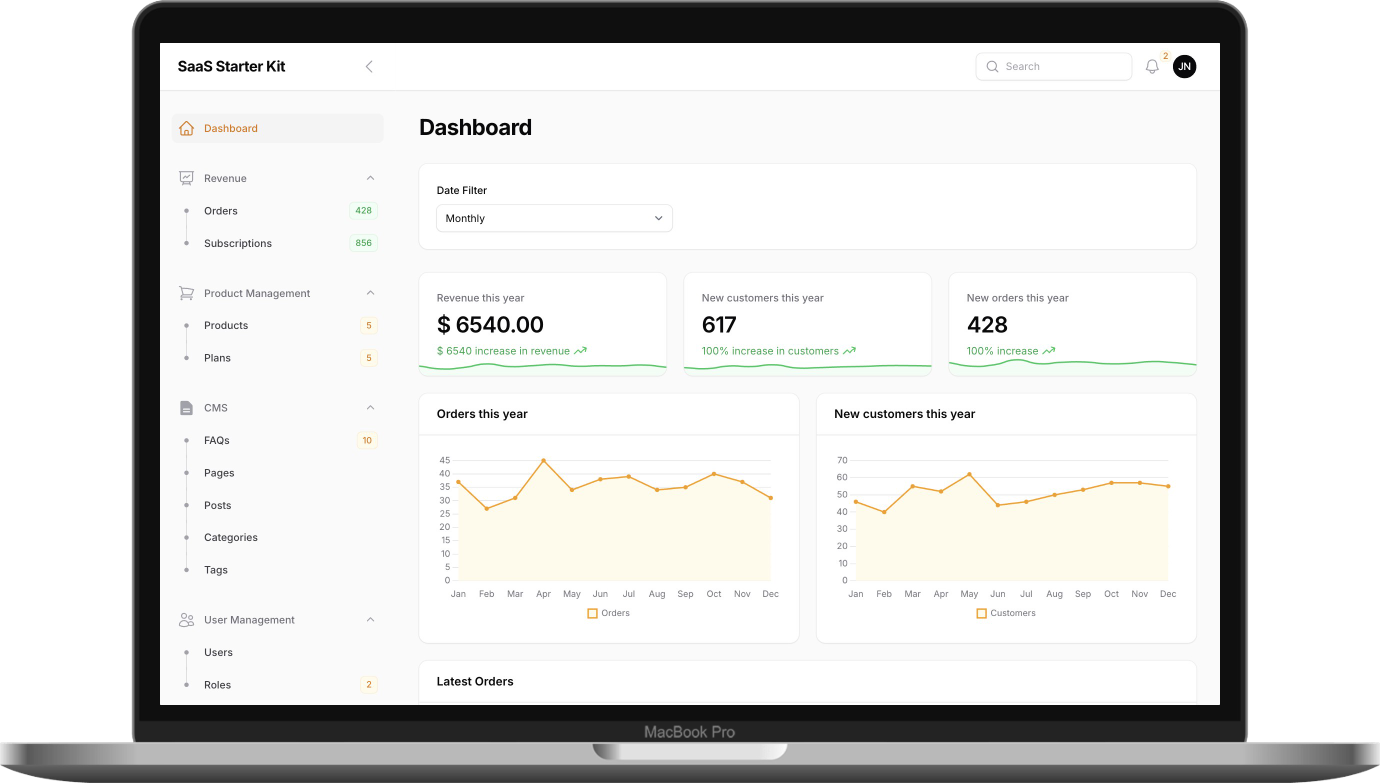 SaaS Starter Kit
Search
2
JN
Dashboard
Revenue
Orders 428
Subscriptions 856
Product Management
Products 5
Plans 5
CMS
FAQs 10
Pages
Posts
Categories
Tags
User Management
Users
Roles 2
Dashboard
Date Filter
Monthly
Revenue this year
$ 6540.00
$ 6540 increase in revenue
New customers this year
617
100% increase in customers
New orders this year
428
100% increase
Orders this year
45
40
35
30
25
20
15
10
5
0
Jan Feb Mar Apr May Jun Jul Aug Sep Oct Nov Dec
Orders
New customers this year
70
60
50
40
30
20
10
0
Jan Feb Mar Apr May Jun Jul Aug Sep Oct Nov Dec
Customers
Latest Orders
MacBook Pro